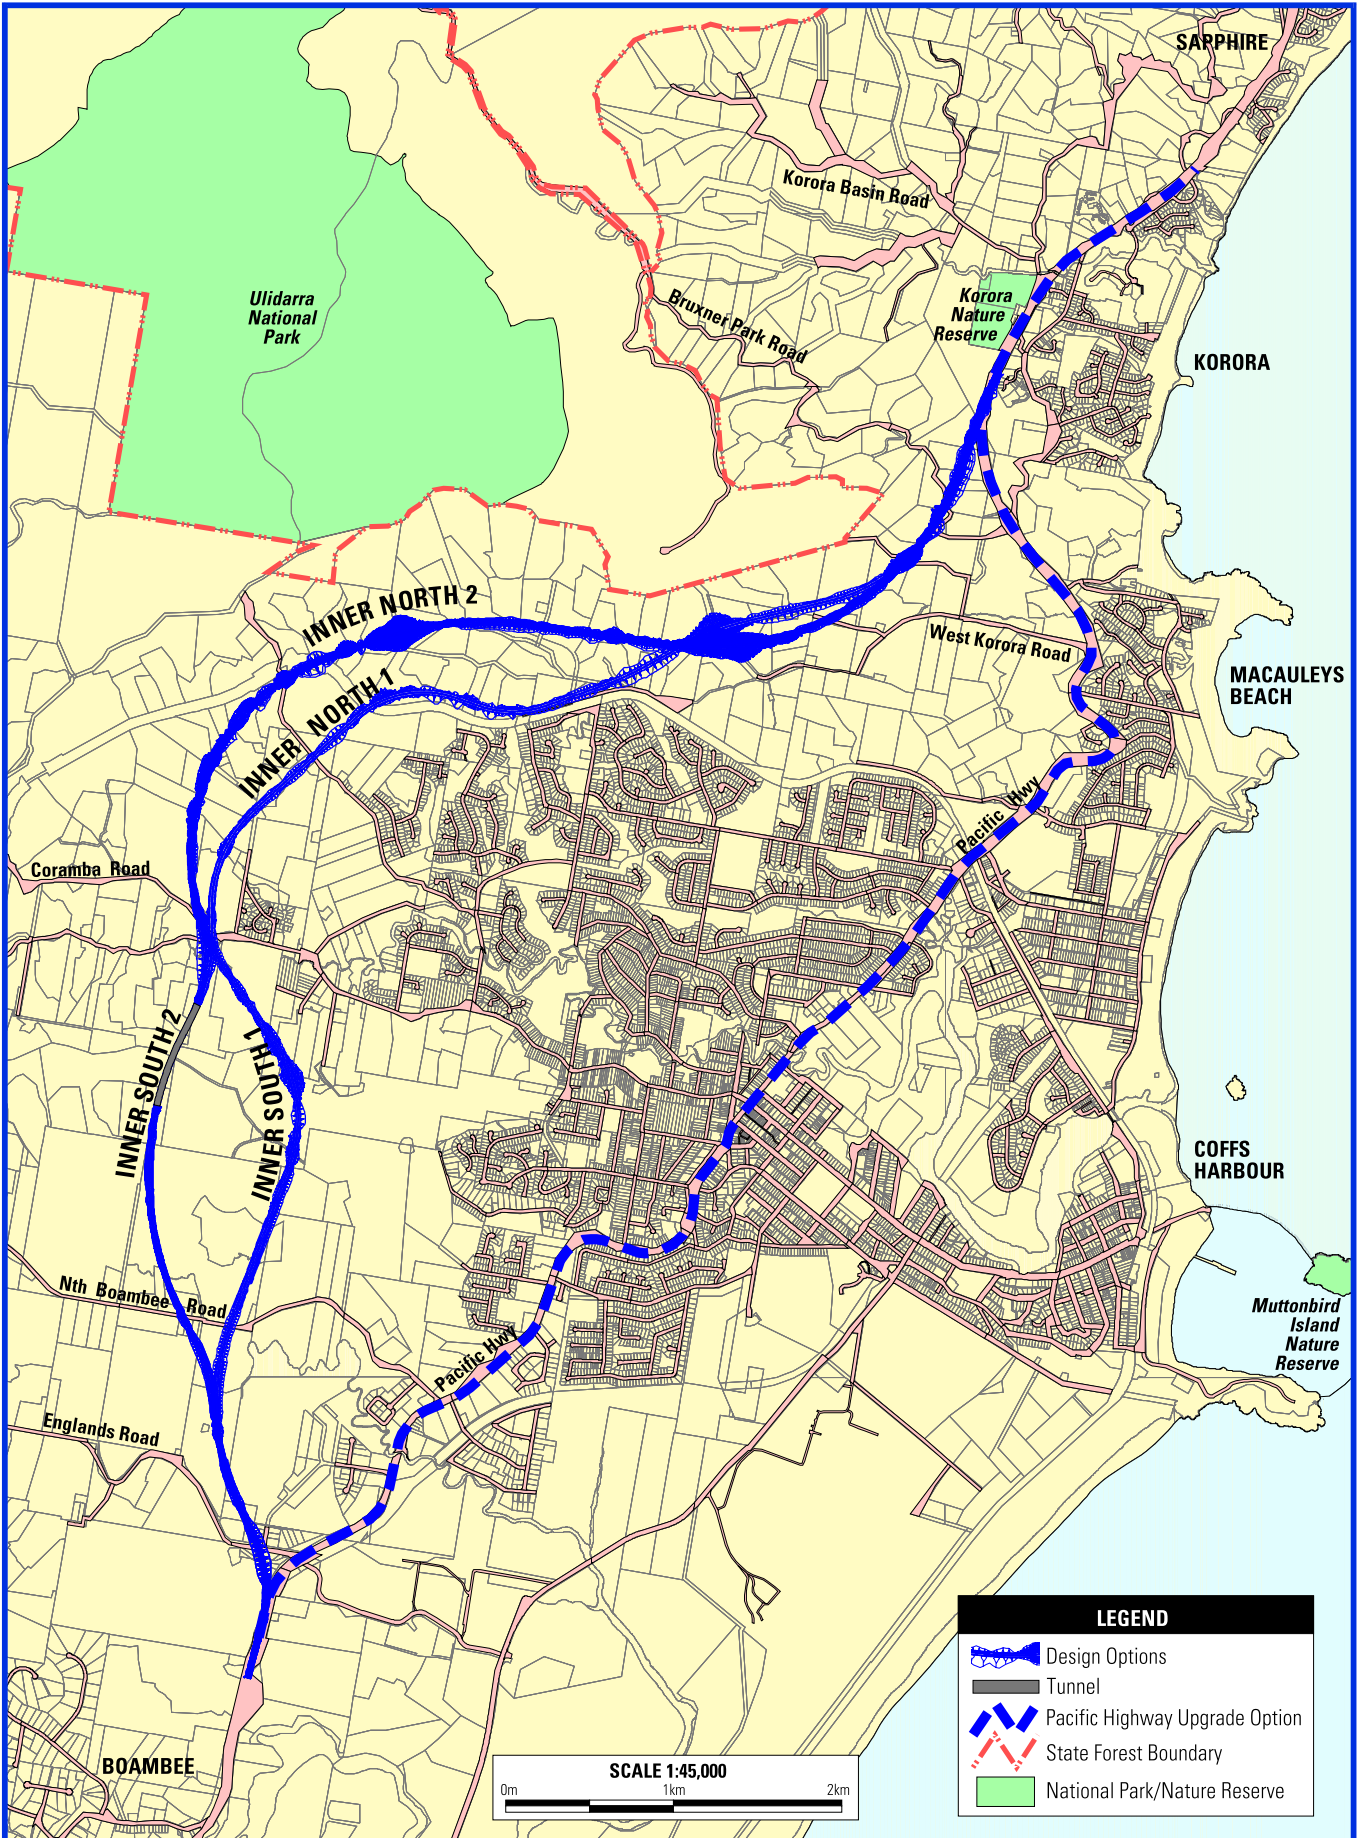 SAPPHIRE
Korora Basin Road
Ulidarra
National
Park
Korora
Nature
Reserve
Bruxner Park Road
KORORA
INNER NORTH 2
West Korora Road
MACAULEYS
BEACH
INNER NORTH 1
Pacific Hwy
Coramba Road
INNER SOUTH 2
INNER SOUTH 1
COFFS
HARBOUR
Nth Boambee Road
Muttonbird
Island
Nature
Reserve
Pacific Hwy
Englands Road
BOAMBEE
LEGEND
Design Options
Tunnel
Pacific Highway Upgrade Option
State Forest Boundary
National Park/Nature Reserve
SCALE 1:45,000
0m 1km 2km